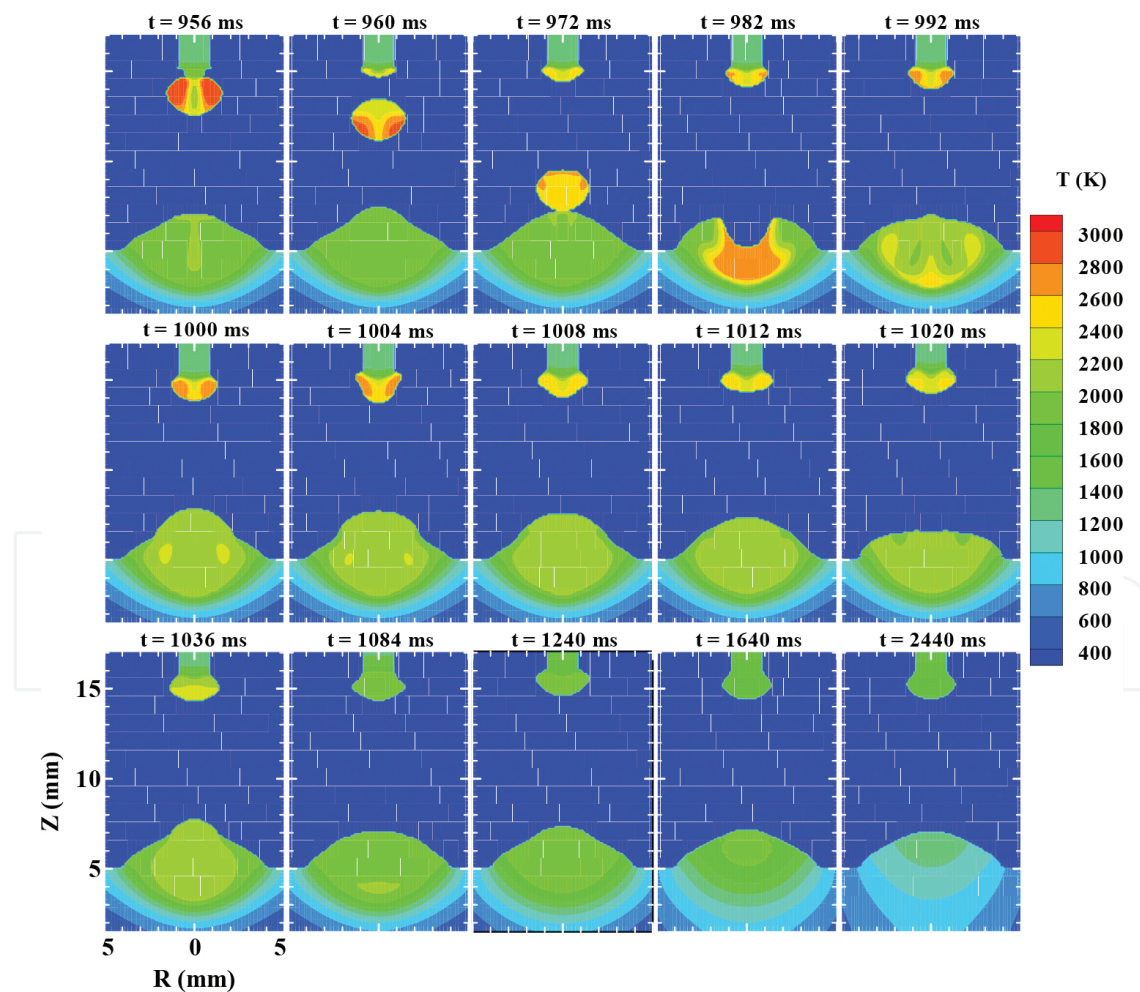 t = 956 ms t = 960 ms t = 972 ms t = 982 ms t = 992 ms
T (K)
3000
2800
2600
2400
2200
2000
1800
1600
1400
1200
1000
800
600
400
t = 1000 ms t = 1004 ms t = 1008 ms t = 1012 ms t = 1020 ms
t = 1036 ms t = 1084 ms t = 1240 ms t = 1640 ms t = 2440 ms
15
10
5
Z (mm)
5 0 5
R (mm)